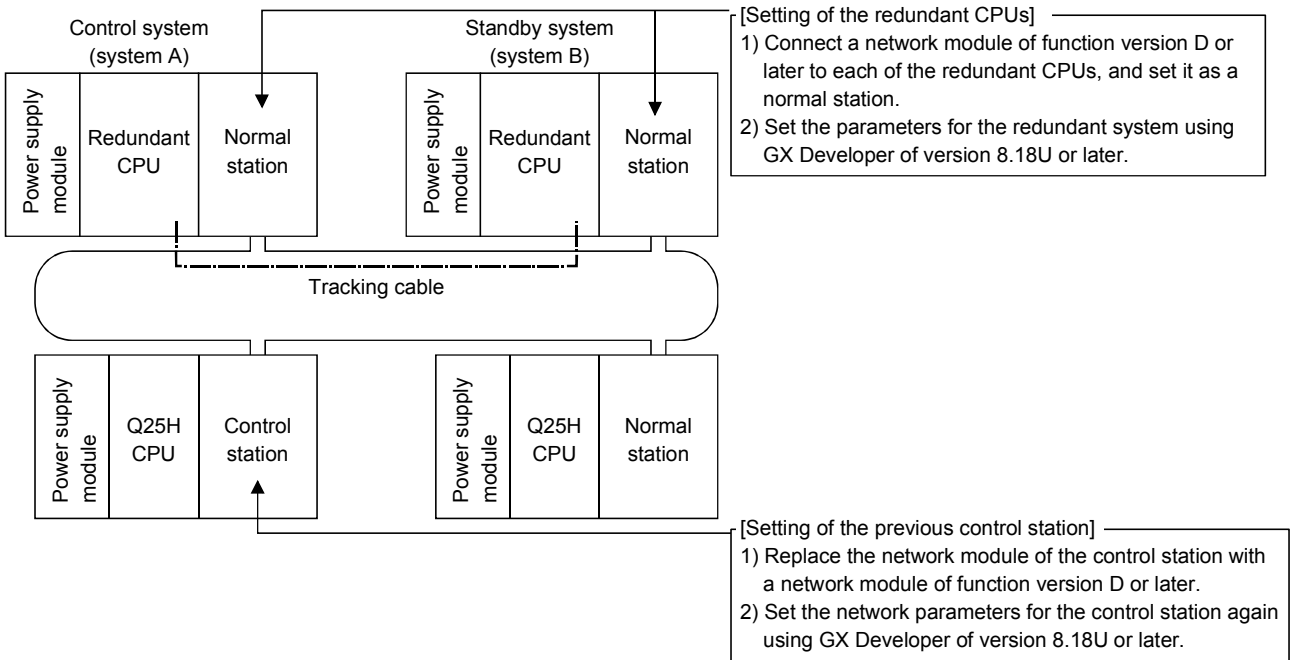 Control system
(system A)
Standby system
(system B)
[Setting of the redundant CPUs]
1) Connect a network module of function version D or
later to each of the redundant CPUs, and set it as a
normal station.
2) Set the parameters for the redundant system using
GX Developer of version 8.18U or later.
Power supply
module
Redundant
CPU
Normal
station
Power supply
module
Redundant
CPU
Normal
station
Tracking cable
Power supply
module
Q25H
CPU
Control
station
Power supply
module
Q25H
CPU
Normal
station
[Setting of the previous control station]
1) Replace the network module of the control station with
a network module of function version D or later.
2) Set the network parameters for the control station again
using GX Developer of version 8.18U or later.